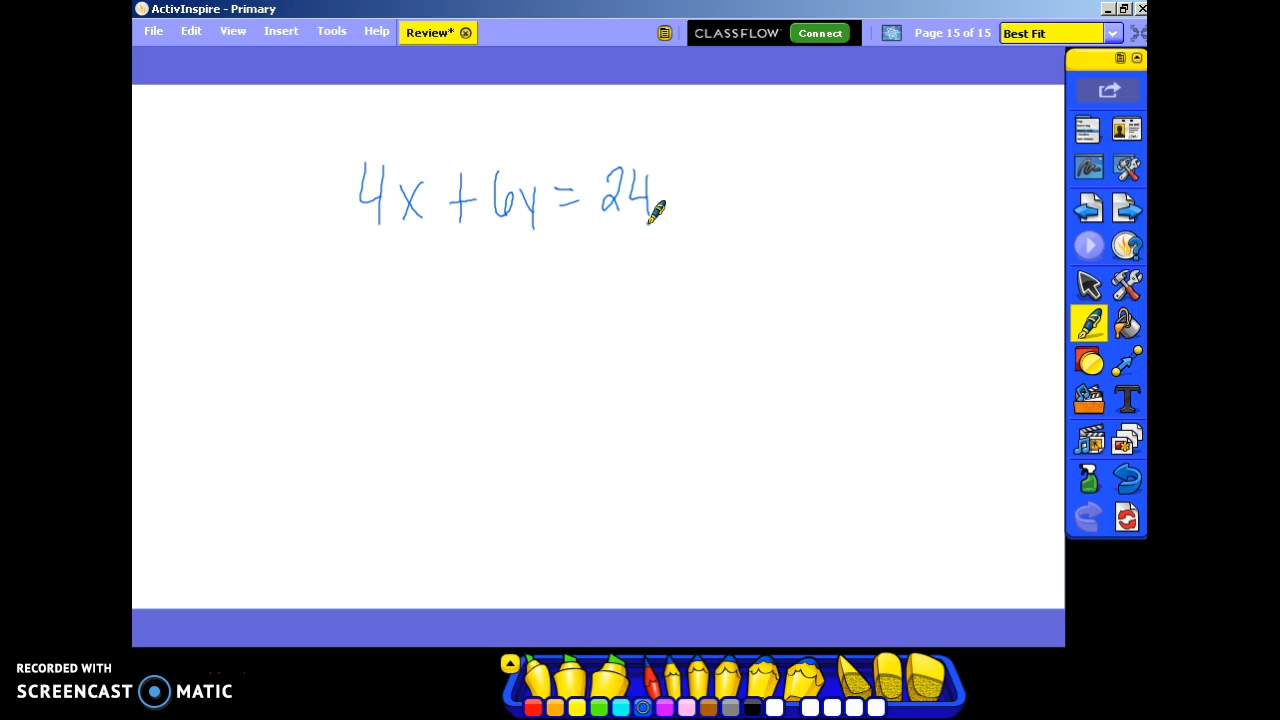 ActivInspire - Primary
File Edit View Insert Tools Help Review* CLASSFLOW Connect Page 15 of 15 Best Fit
4x + 6y = 24
T
RECORDED WITH
SCREENCAST MATIC